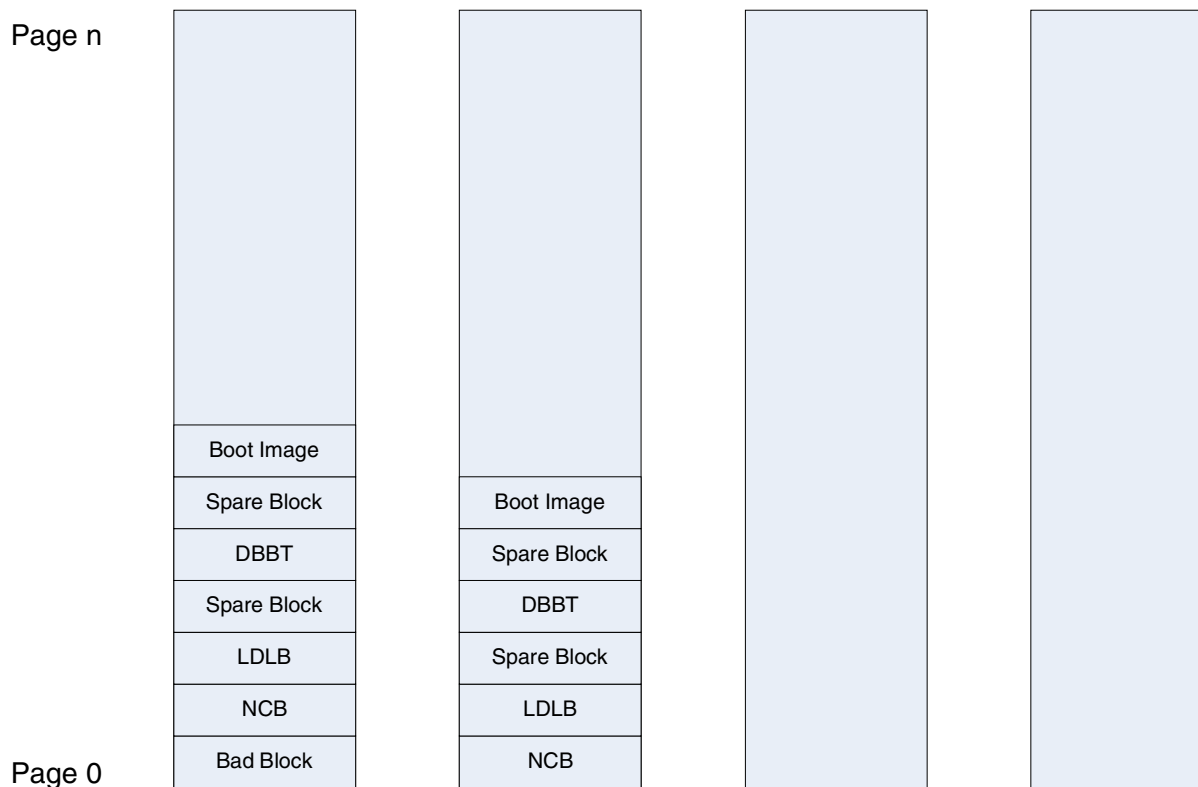 Page n
Boot Image
Spare Block
DBBT
Spare Block
LDLB
NCB
Bad Block
Boot Image
Spare Block
DBBT
Spare Block
LDLB
NCB
Page 0